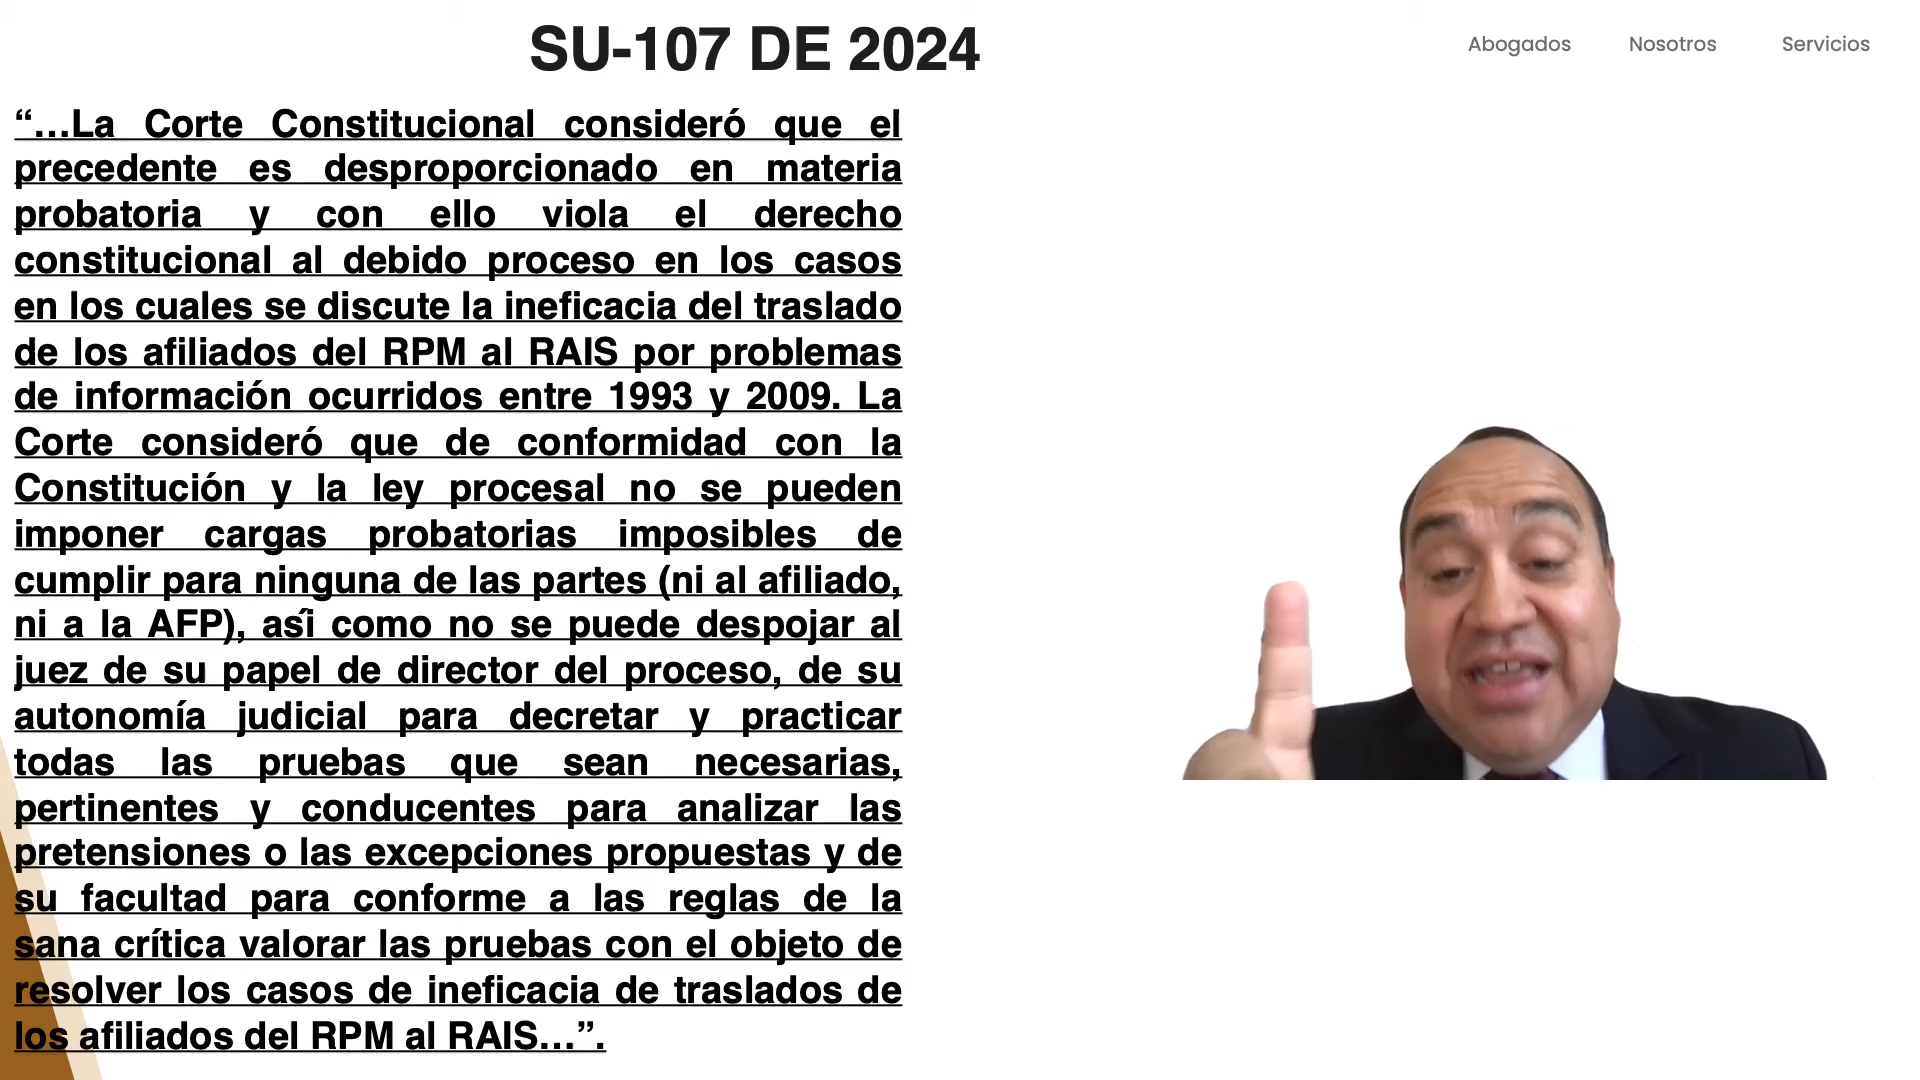 SU-107 DE 2024
Abogados Nosotros Servicios
“…La Corte Constitucional consideró que el
precedente es desproporcionado en materia
probatoria y con ello viola el derecho
constitucional al debido proceso en los casos
en los cuales se discute la ineficacia del traslado
de los afiliados del RPM al RAIS por problemas
de información ocurridos entre 1993 y 2009. La
Corte consideró que de conformidad con la
Constitución y la ley procesal no se pueden
imponer cargas probatorias imposibles de
cumplir para ninguna de las partes (ni al afiliado,
ni a la AFP), así como no se puede despojar al
juez de su papel de director del proceso, de su
autonomía judicial para decretar y practicar
todas las pruebas que sean necesarias,
pertinentes y conducentes para analizar las
pretensiones o las excepciones propuestas y de
su facultad para conforme a las reglas de la
sana crítica valorar las pruebas con el objeto de
resolver los casos de ineficacia de traslados de
los afiliados del RPM al RAIS…”.